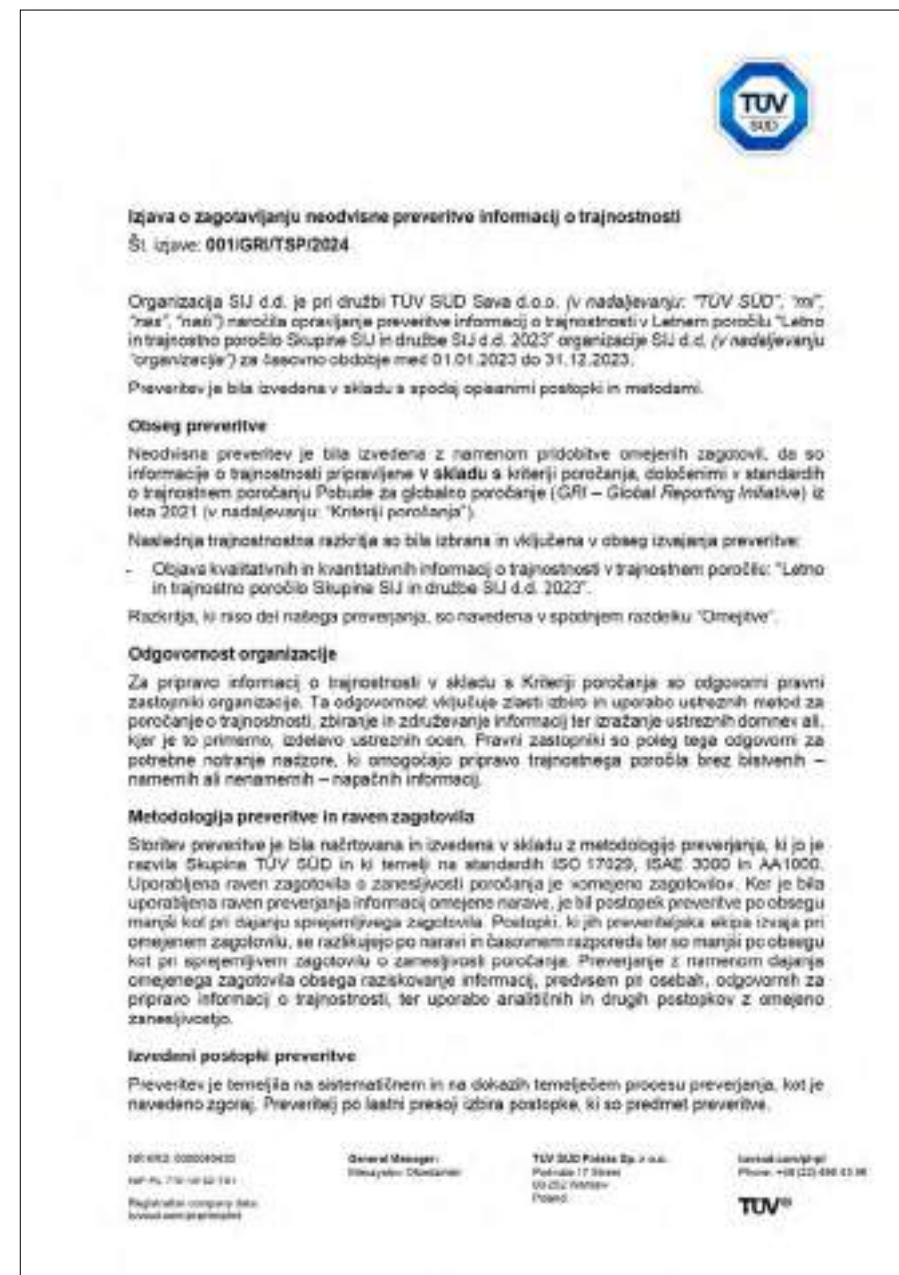 TÜV
SÜD
Izjava o zagotavljanju neodvisne preveritve informacij o trajnostnosti
Št. izjave: 001/GRI/TSP/2024
Organizacija SIJ d.d. je pri družbi TÜV SÜD Sava d.o.o. (v nadaljevanju: "TÜV SÜD", "mi",
"nas", "naš") naročila opravljanje preveritve informacij o trajnostnosti v Letnem poročilu "Letno
in trajnostno poročilo Skupine SIJ in družbe SIJ d.d. 2023" organizacije SIJ d.d. (v nadaljevanju
"organizacije") za časovno obdobje med 01.01.2023 do 31.12.2023.
Preveritev je bila izvedena v skladu s spodaj opisanimi postopki in metodami.
Obseg preveritve
Neodvisna preveritev je bila izvedena z namenom pridobitve omejenih zagotovil, da so
informacije o trajnostnosti pripravljene v skladu s kriteriji poročanja, določenimi v standardih
o trajnostnem poročanju Pobude za globalno poročanje (GRI – Global Reporting Initiative) iz
leta 2021 (v nadaljevanju: "Kriteriji poročanja").
Naslednja trajnostnostna razkritja so bila izbrana in vključena v obseg izvajanja preveritve:
- Objava kvalitativnih in kvantitativnih informacij o trajnostnosti v trajnostnem poročilu: "Letno
in trajnostno poročilo Skupine SIJ in družbe SIJ d.d. 2023".
Razkritja, ki niso del našega preverjanja, so navedena v spodnjem razdelku "Omejitve".
Odgovornost organizacije
Za pripravo informacij o trajnostnosti v skladu s Kriteriji poročanja so odgovorni pravni
zastopniki organizacije. Ta odgovornost vključuje zlasti izbiro in uporabo ustreznih metod za
poročanje o trajnostnosti, zbiranje in združevanje informacij ter izražanje ustreznih domnev ali,
kjer je to primerno, izdelavo ustreznih ocen. Pravni zastopniki so poleg tega odgovorni za
potrebne notranje nadzore, ki omogočajo pripravo trajnostnega poročila brez bistvenih –
namernih ali nenamernih – napačnih informacij.
Metodologija preveritve in raven zagotovila
Storitev preveritve je bila načrtovana in izvedena v skladu z metodologijo preverjanja, ki jo je
razvila Skupina TÜV SÜD in ki temelji na standardih ISO 17029, ISAE 3000 in AA1000.
Uporabljena raven zagotovila o zanesljivosti poročanja je »omejeno zagotovilo«. Ker je bila
uporabljena raven preverjanja informacij omejene narave, je bil postopek preveritve po obsegu
manjši kot pri dajanju sprejemljivega zagotovila. Postopki, ki jih preveriteljska ekipa izvaja pri
omejenem zagotovilu, se razlikujejo po naravi in časovnem razporedu ter so manjši po obsegu
kot pri sprejemljivem zagotovilu o zanesljivosti poročanja. Preverjanje z namenom dajanja
omejenega zagotovila obsega raziskovanje informacij, predvsem pri osebah, odgovornih za
pripravo informacij o trajnostnosti, ter uporabo analitičnih in drugih postopkov z omejeno
zanesljivostjo.
Izvedeni postopki preveritve
Preveritev je temeljila na sistematičnem in na dokazih temelječem procesu preverjanja, kot je
navedeno zgoraj. Preveritelj po lastni presoji izbira postopke, ki so predmet preveritve.
General Manager:
TÜV SÜD Polska Sp. z o.o.
Street
Poland
Registration company data:
Phone:
TÜV®